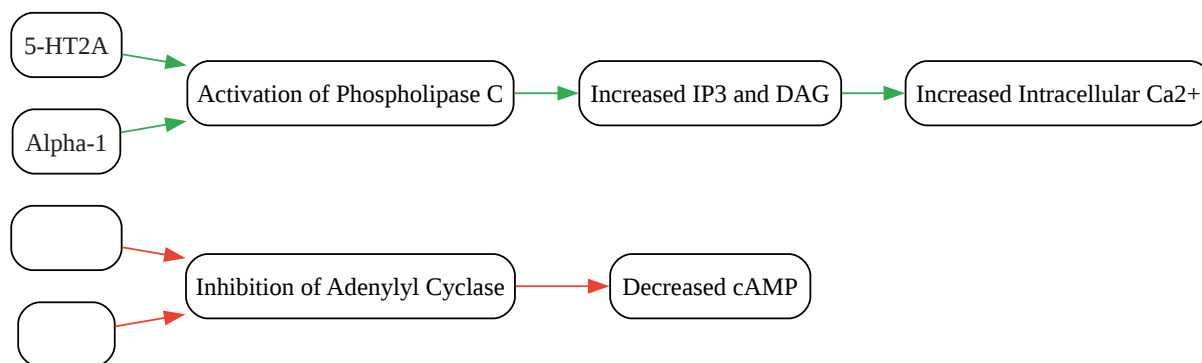 5-HT2A
Activation of Phospholipase C
Increased IP3 and DAG
Increased Intracellular Ca2+
Alpha-1
Inhibition of Adenylyl Cyclase
Decreased cAMP